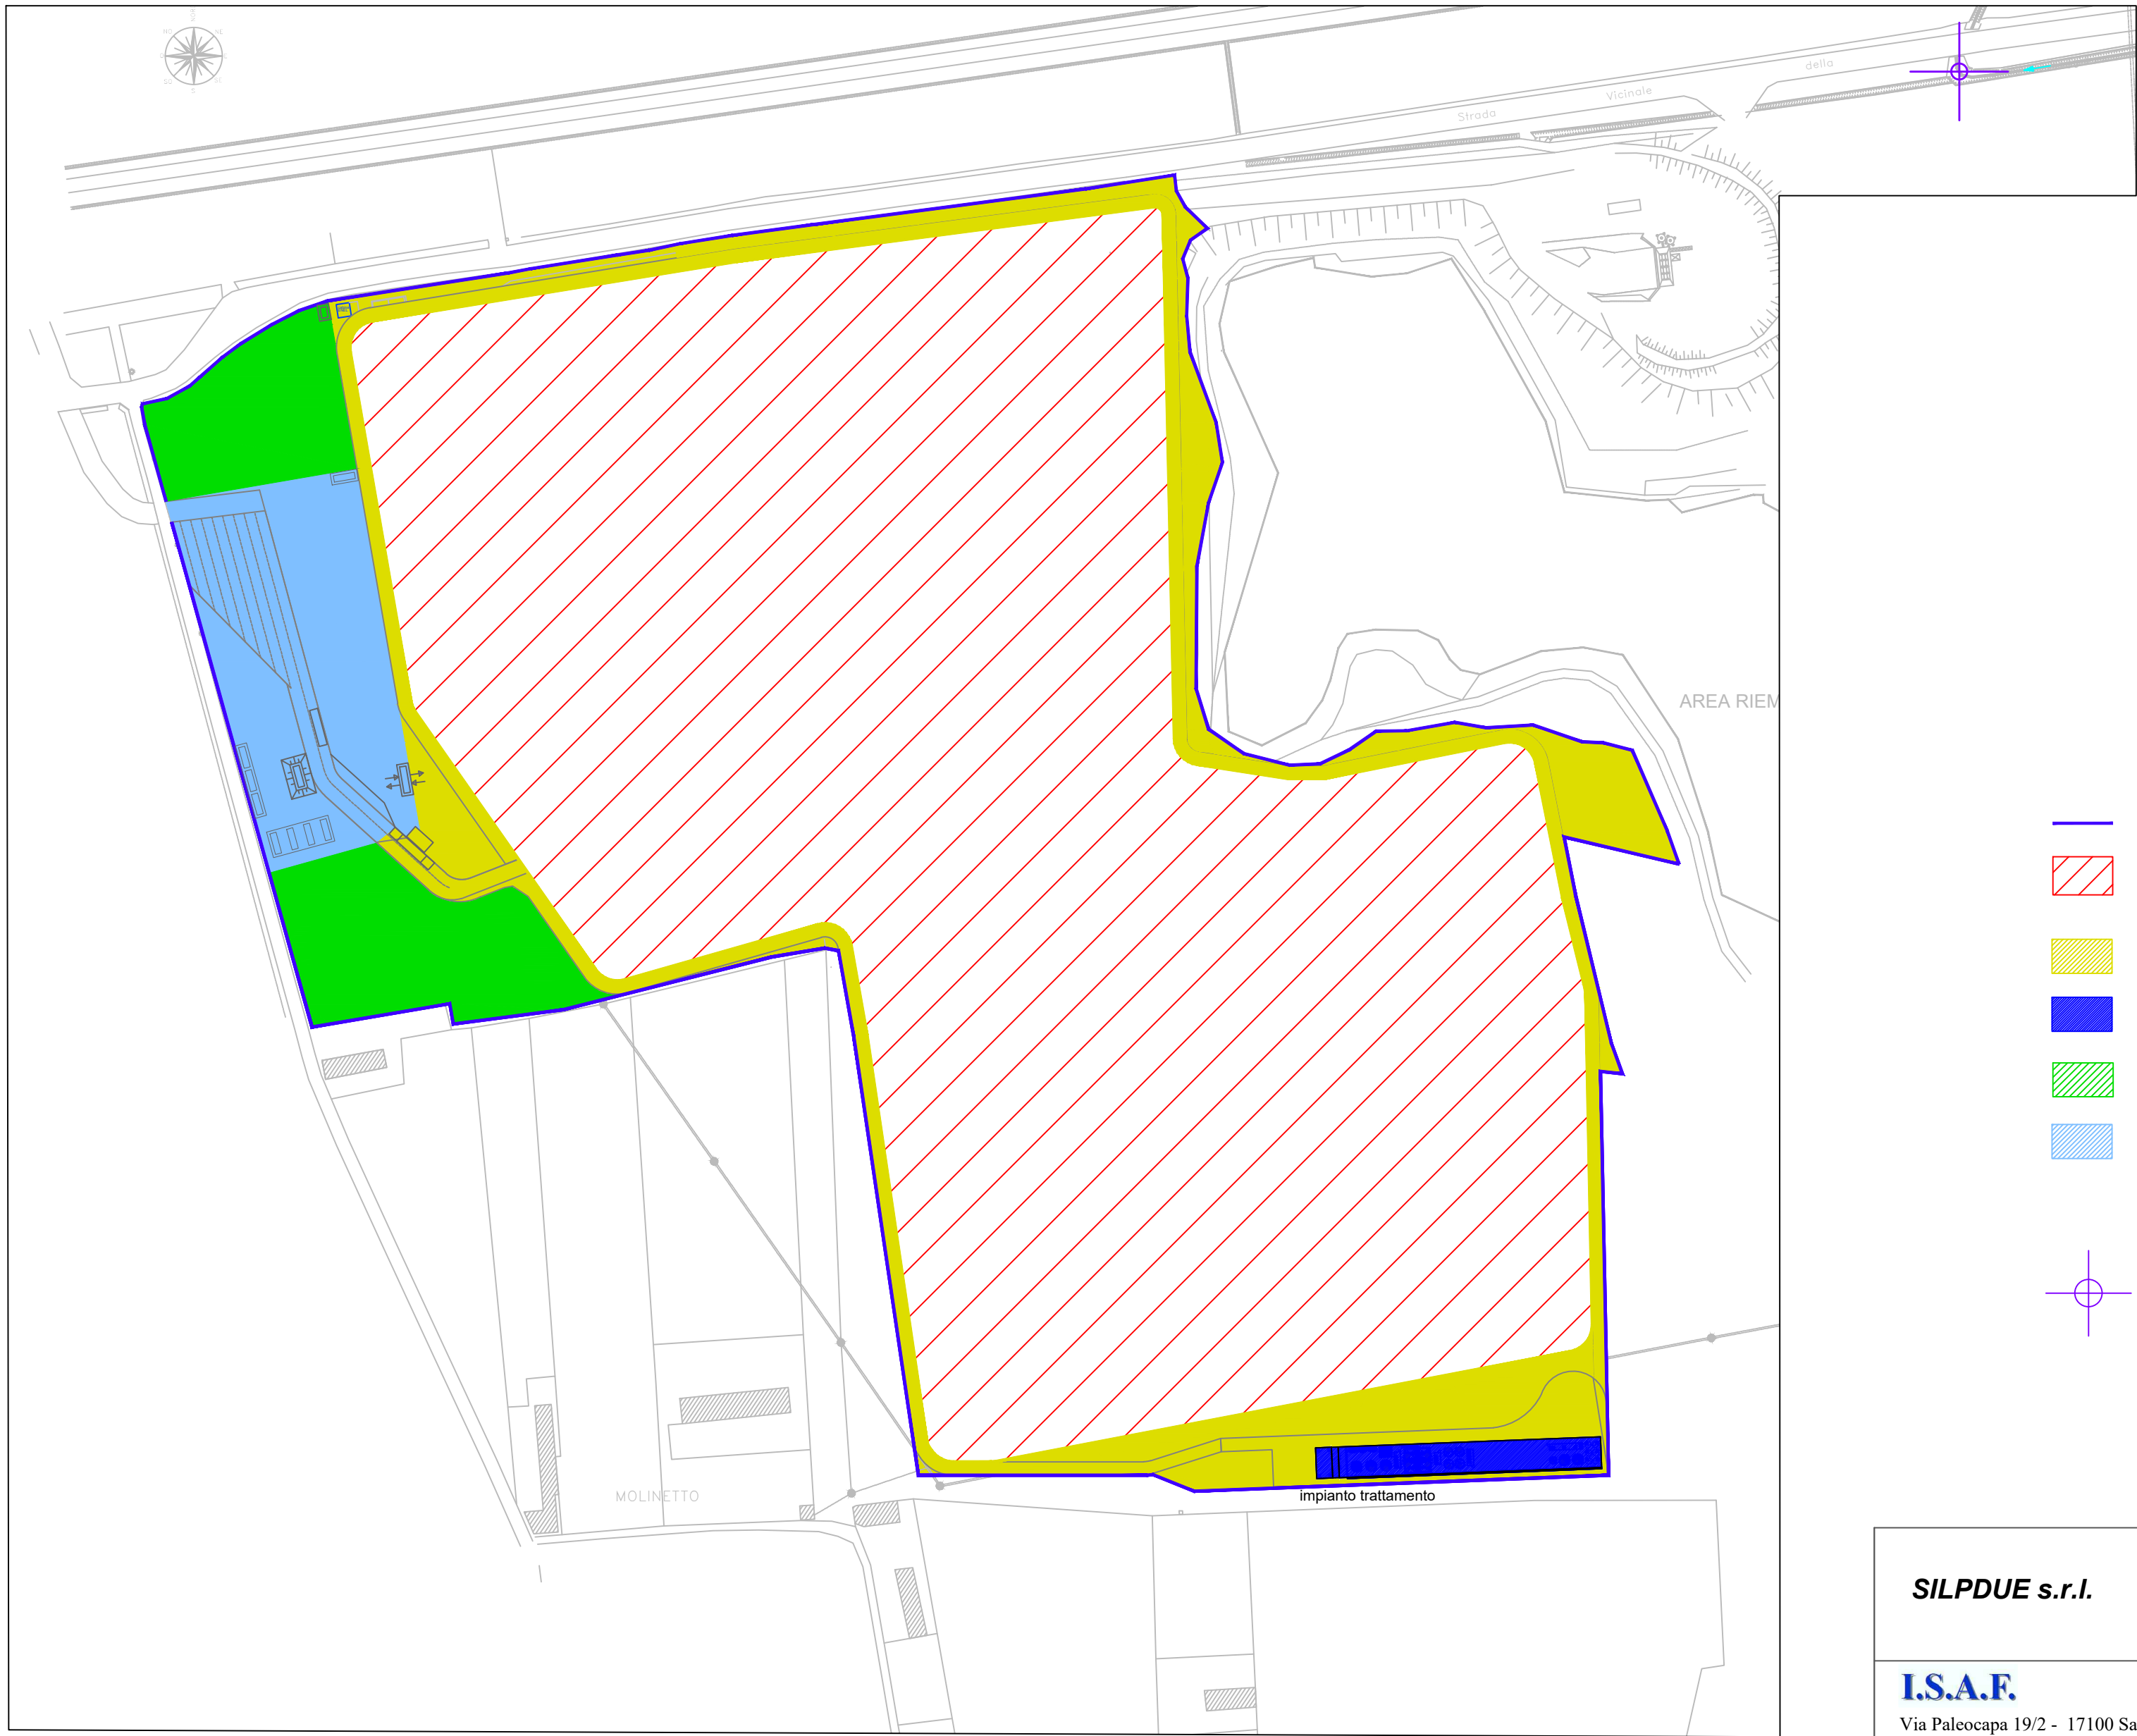 della
Vicinale
Strada
AREA RIEM
MOLINETTO
impianto trattamento
SILPDUE s.r.l.
I.S.A.F.
Via Paleocapa 19/2 - 17100 Sa